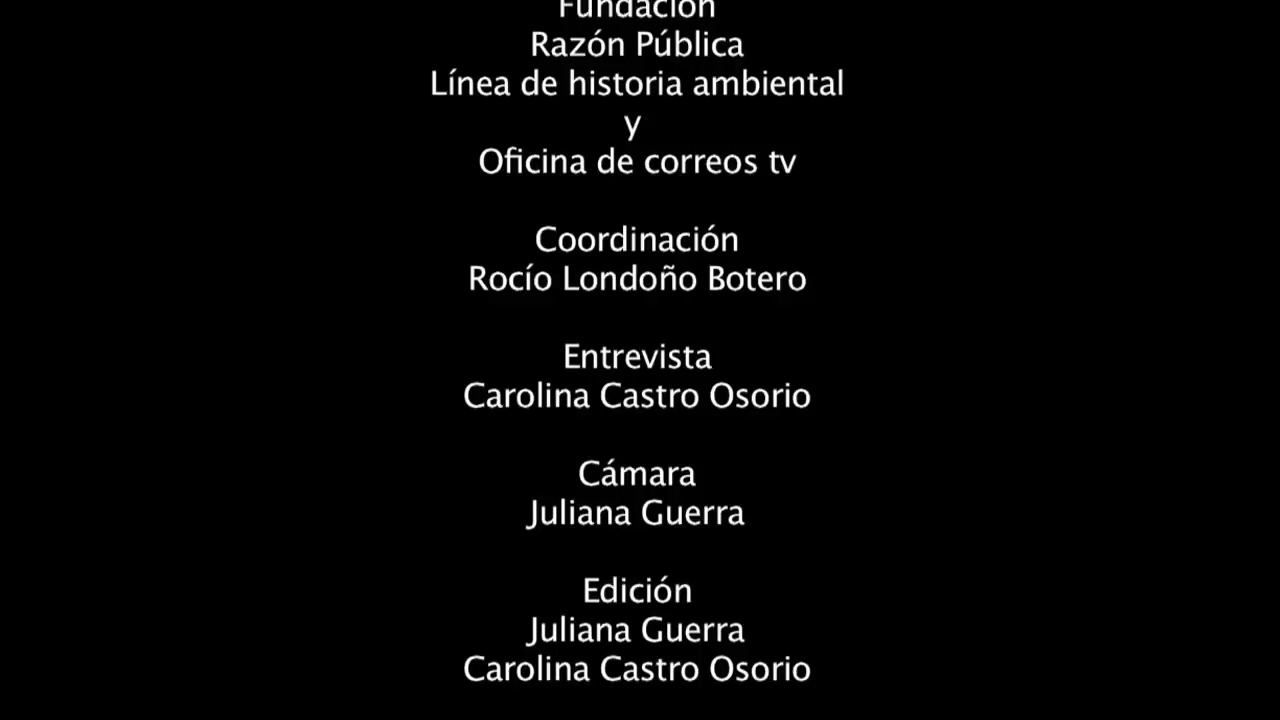 Fundación
Razón Pública
Línea de historia ambiental
y
Oficina de correos tv
Coordinación
Rocío Londoño Botero
Entrevista
Carolina Castro Osorio
Cámara
Juliana Guerra
Edición
Juliana Guerra
Carolina Castro Osorio